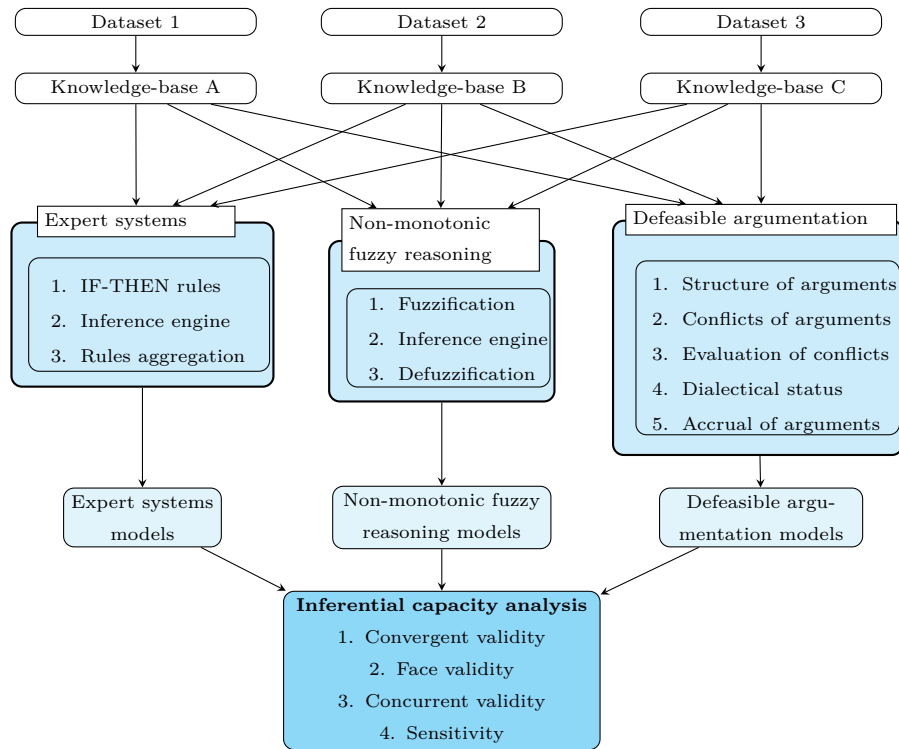 Dataset 1
Dataset 2
Dataset 3
Knowledge-base A
Knowledge-base B
Knowledge-base C
Expert systems
1. IF-THEN rules
2. Inference engine
3. Rules aggregation
Non-monotonic
fuzzy reasoning
1. Fuzzification
2. Inference engine
3. Defuzzification
Defeasible argumentation
1. Structure of arguments
2. Conflicts of arguments
3. Evaluation of conflicts
4. Dialectical status
5. Accrual of arguments
Expert systems
models
Non-monotonic fuzzy
reasoning models
Defeasible argu-
mentation models
Inferential capacity analysis
1. Convergent validity
2. Face validity
3. Concurrent validity
4. Sensitivity